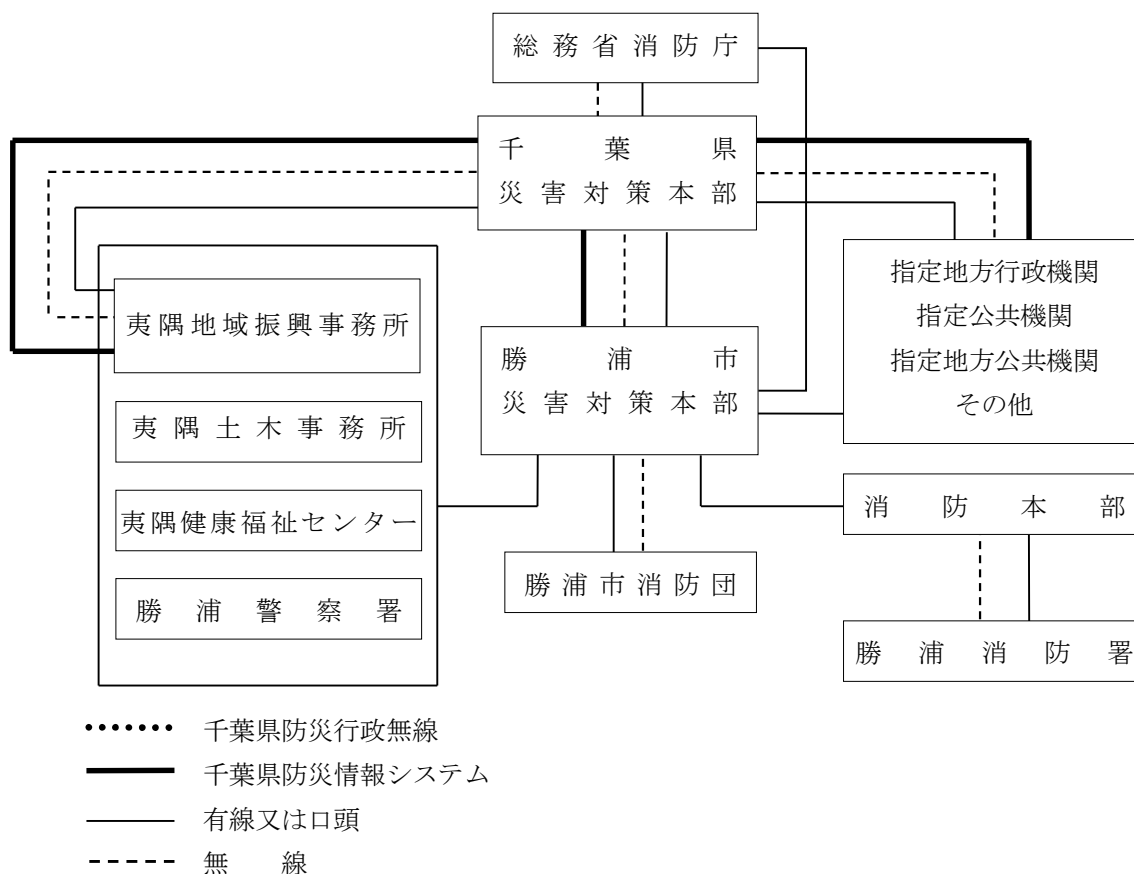 総務省消防庁
千葉県
災害対策本部
夷隅地域振興事務所
夷隅土木事務所
夷隅健康福祉センター
勝浦警察署
勝浦市
災害対策本部
勝浦市消防団
指定地方行政機関
指定公共機関
指定地方公共機関
その他
消防本部
勝浦消防署
千葉県防災行政無線
千葉県防災情報システム
有線又は口頭
無線